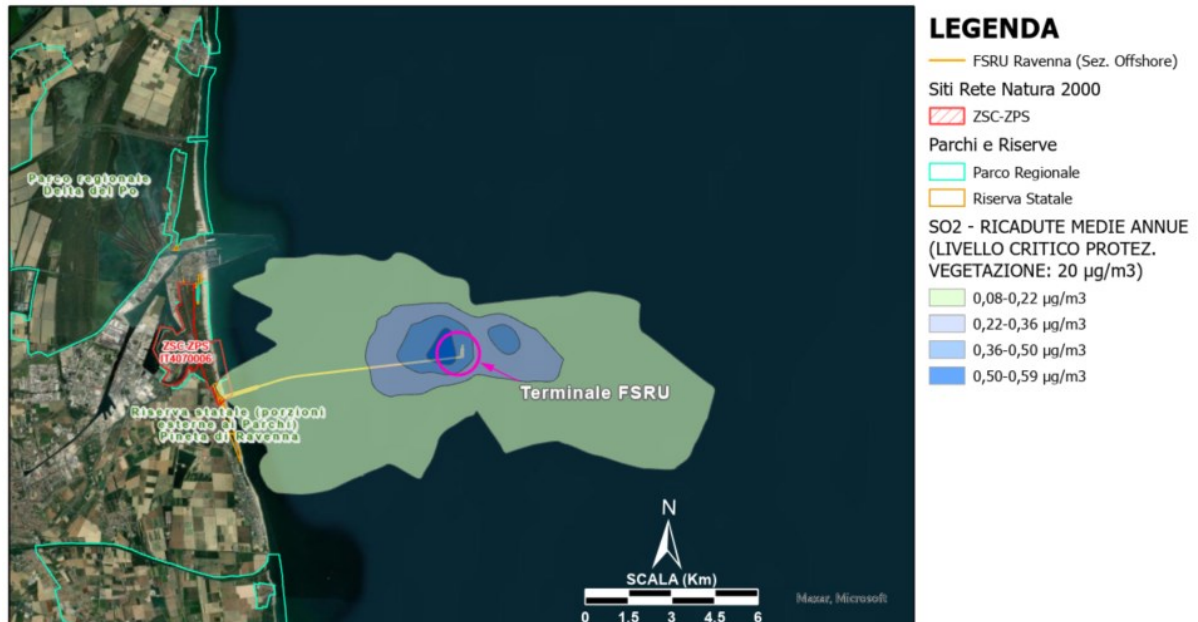 Parco regionale
Delta del Po
ZSC-ZPS
IT4070006
Riserva statale (porzioni
esterne ai Parchi)
Pineta di Ravenna
Terminale FSRU
N
SCALA (Km)
0 1.5 3 4.5 6
Maxar, Microsoft
LEGENDA
FSRU Ravenna (Sez. Offshore)
Siti Rete Natura 2000
ZSC-ZPS
Parchi e Riserve
Parco Regionale
Riserva Statale
SO2 - RICADUTE MEDIE ANNUE
(LIVELLO CRITICO PROTEZ.
VEGETAZIONE: 20 µg/m3)
0,08-0,22 µg/m3
0,22-0,36 µg/m3
0,36-0,50 µg/m3
0,50-0,59 µg/m3